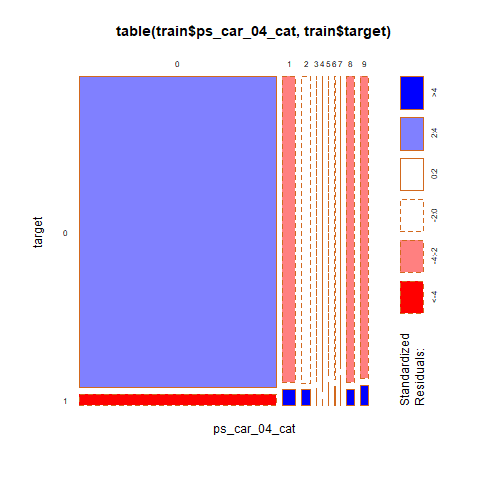 table(train$ps_car_04_cat, train$target)
0 1 2 3 4 5 6 7 8 9
target
0
1
ps_car_04_cat
Standardized
Residuals:
<-4
-4:-2
-2:0
0:2
2:4
>4